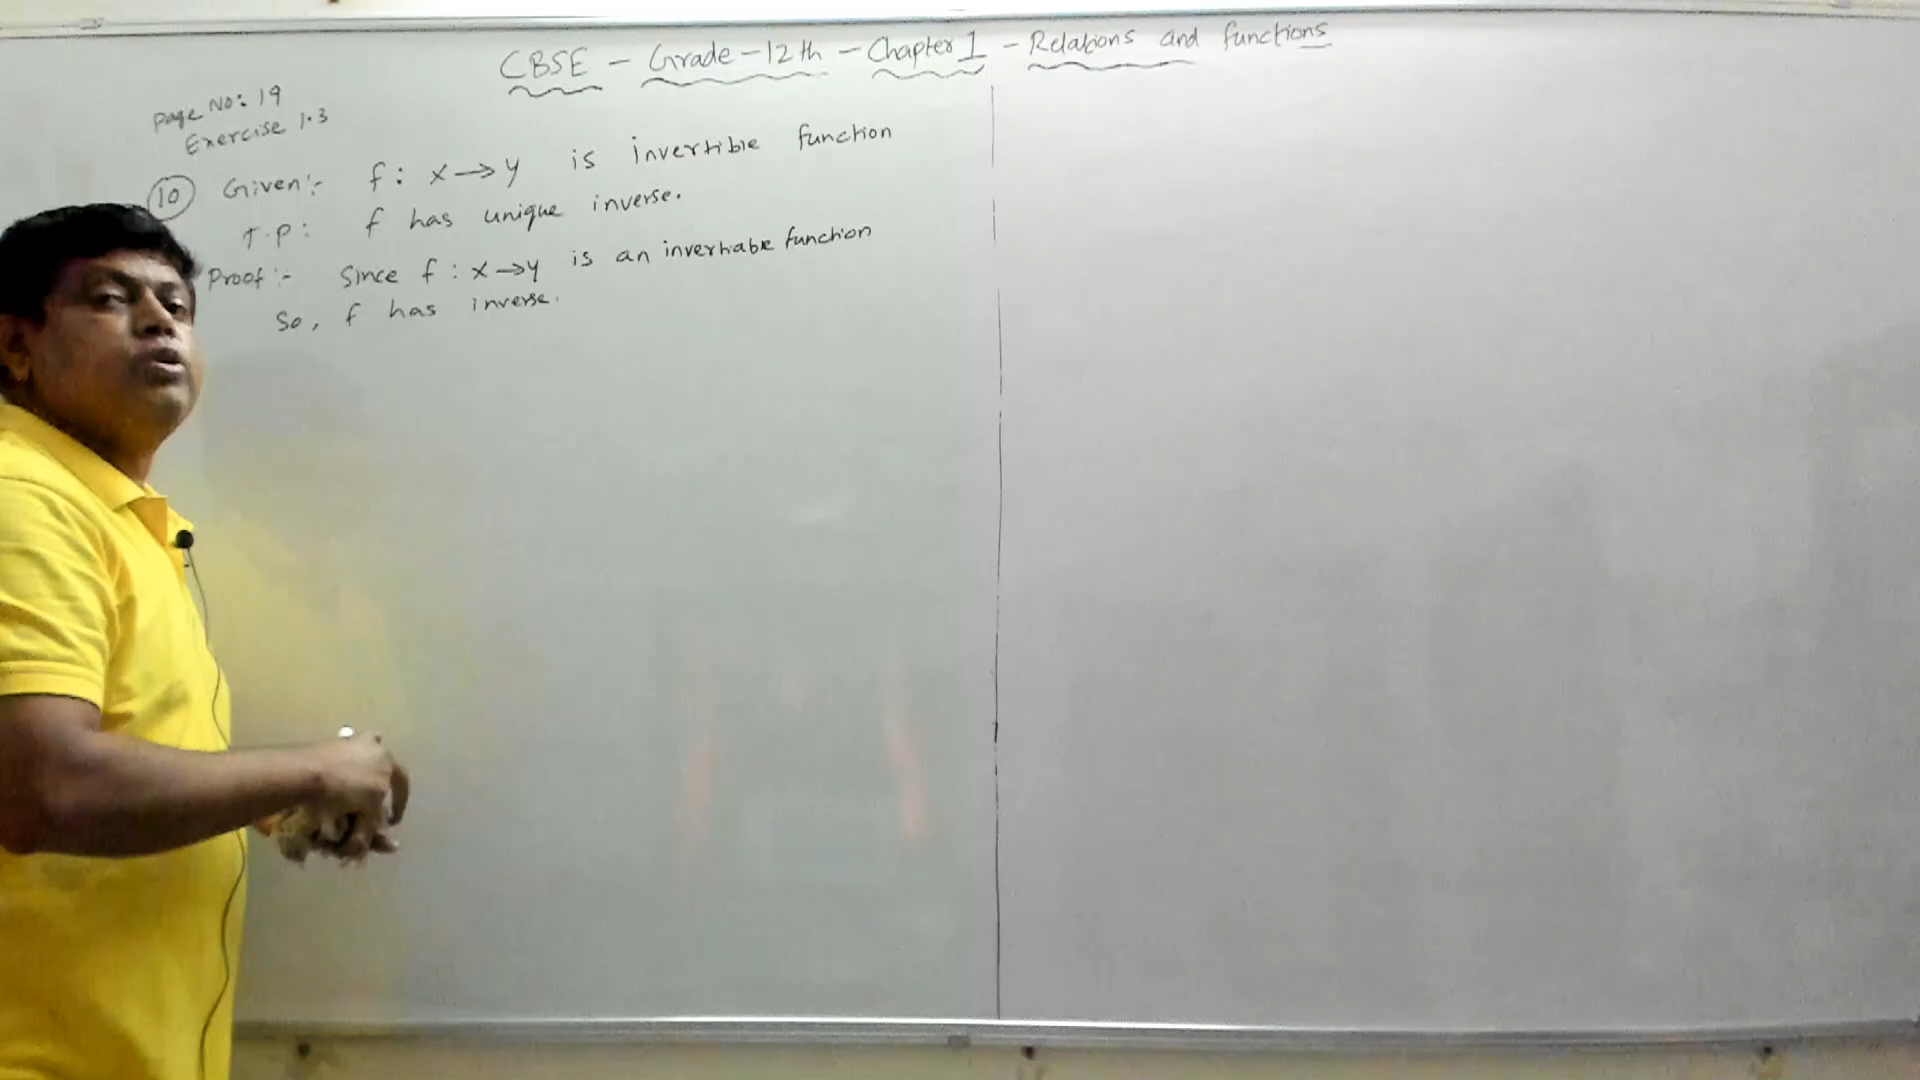 CBSE - Grade-12th - Chapter 1 - Relations and functions
Page No: 19
Exercise 1.3
10 Given:- f: x→y is invertible function
T.P: f has unique inverse.
Proof:- Since f: x→y is an invertiable function
So, f has inverse.